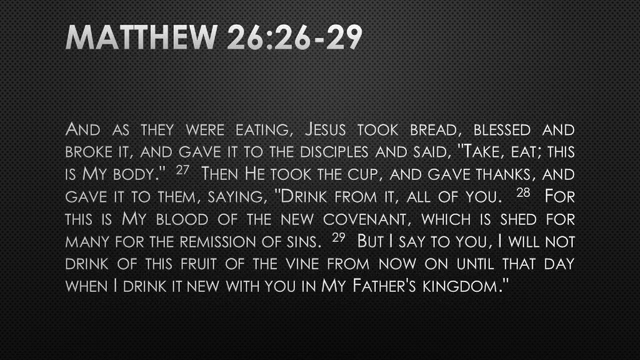 MATTHEW 26:26-29
AND AS THEY WERE EATING, JESUS TOOK BREAD, BLESSED AND
BROKE IT, AND GAVE IT TO THE DISCIPLES AND SAID, "TAKE, EAT; THIS
IS MY BODY." 27 THEN HE TOOK THE CUP, AND GAVE THANKS, AND
GAVE IT TO THEM, SAYING, "DRINK FROM IT, ALL OF YOU. 28 FOR
THIS IS MY BLOOD OF THE NEW COVENANT, WHICH IS SHED FOR
MANY FOR THE REMISSION OF SINS. 29 BUT I SAY TO YOU, I WILL NOT
DRINK OF THIS FRUIT OF THE VINE FROM NOW ON UNTIL THAT DAY
WHEN I DRINK IT NEW WITH YOU IN MY FATHER'S KINGDOM."